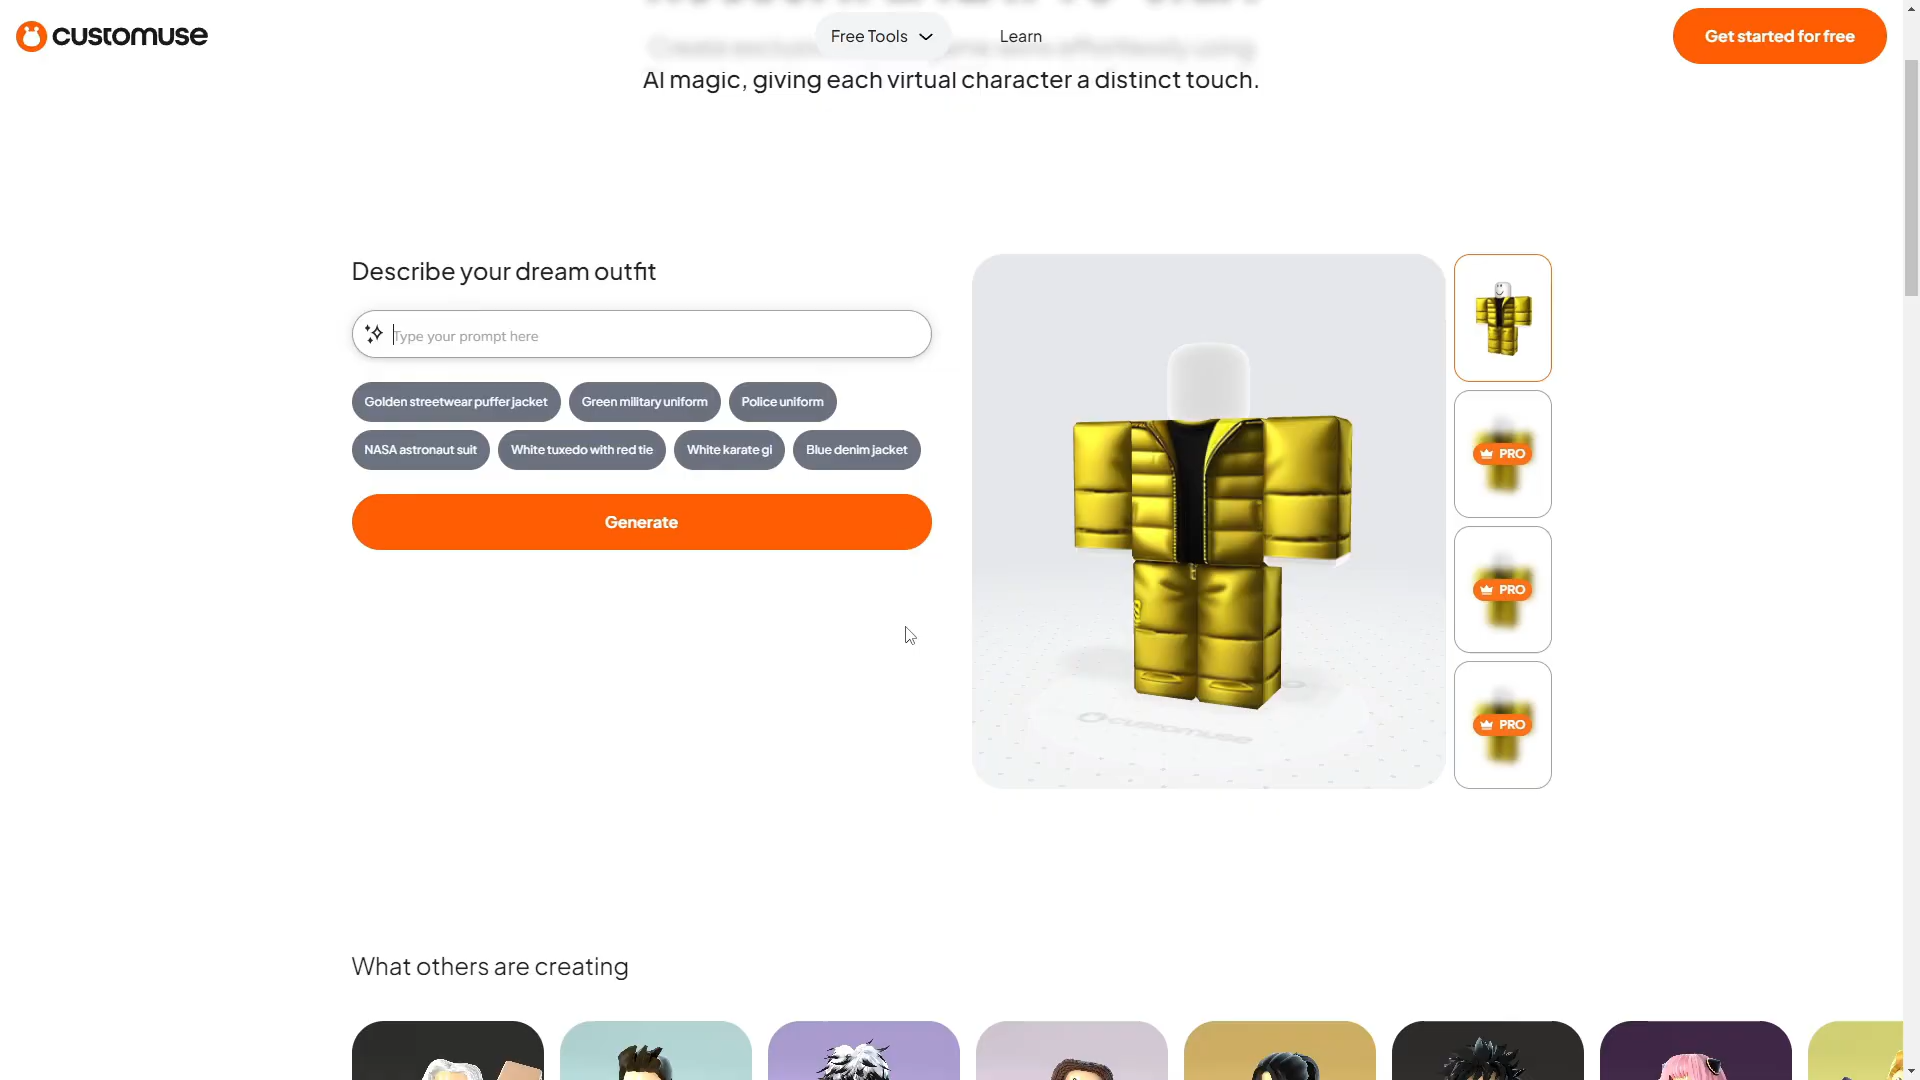 customuse
Free Tools
Learn
Get started for free
AI magic, giving each virtual character a distinct touch.
Describe your dream outfit
Type your prompt here
Golden streetwear puffer jacket
Green military uniform
Police uniform
NASA astronaut suit
White tuxedo with red tie
White karate gi
Blue denim jacket
Generate
PRO
PRO
PRO
customuse
What others are creating